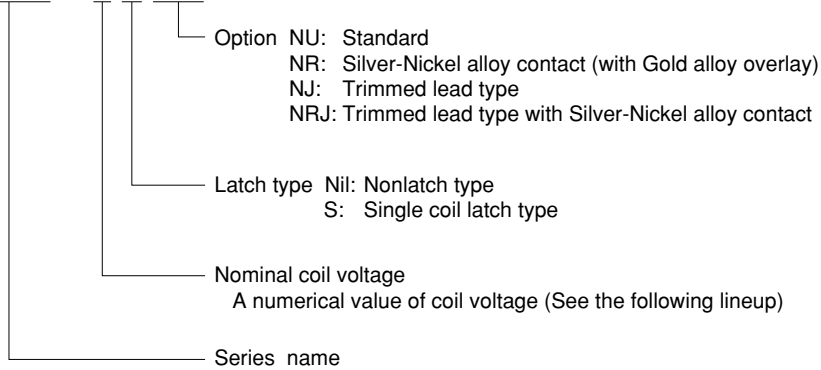 Option NU: Standard
NR: Silver-Nickel alloy contact (with Gold alloy overlay)
NJ: Trimmed lead type
NRJ: Trimmed lead type with Silver-Nickel alloy contact
Latch type Nil: Nonlatch type
S: Single coil latch type
Nominal coil voltage
A numerical value of coil voltage (See the following lineup)
Series name